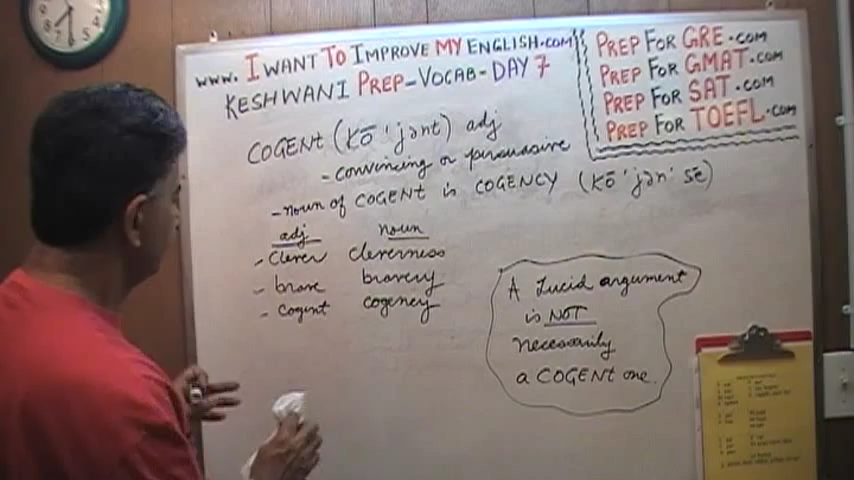 www. I WANT TO IMPROVE MY ENGLISH.com
KESHWANI PREP-VOCAB-DAY 7
PREP FOR GRE.com
PREP FOR GMAT.com
PREP FOR SAT.com
PREP FOR TOEFL.com
COGENt (kō ' jənt) adj
- convincing or persuasive
- noun of COGENT is COGENCY (kō ' jən ' sē)
adj. noun
- Clever cleverness
- brave bravery
- Cogent cogency
A Lucid argument
is NOT
necessarily
a COGENt one.